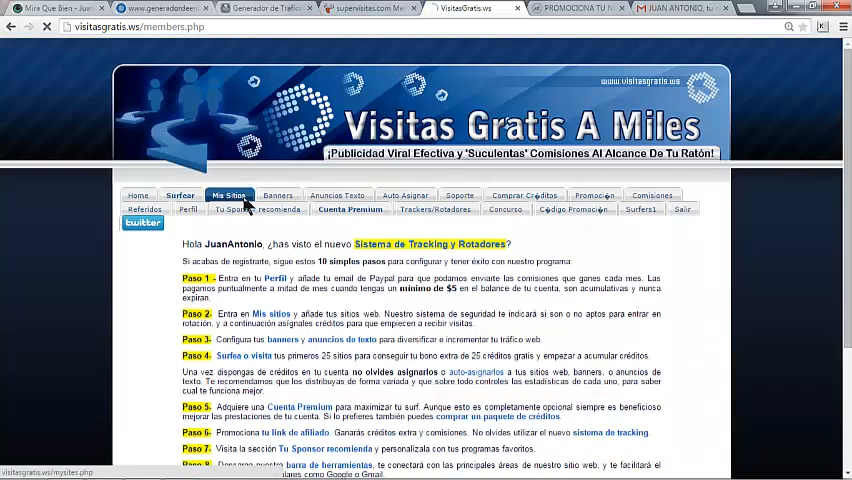 Mira Que Bien - Juan
www.generadordeen
Generador de Trafic
supervisitas.com Me
VisitasGratis.ws
PROMOCIONA TU N
JUAN ANTONIO, tu c
visitasgratis.ws/members.php
www.visitasgratis.ws
Visitas Gratis A Miles
¡Publicidad Viral Efectiva y 'Suculentas' Comisiones Al Alcance De Tu Ratón!
Home Surfear Mis Sitios Banners Anuncios Texto Auto Asignar Soporte Comprar Cr�ditos Promoci�n Comisiones
Referidos Perfil Tu Sponsor recomienda Cuenta Premium Trackers/Rotadores Concurso C�digo Promoci�n Surfers1 Salir
twitter
Hola JuanAntonio, ¿has visto el nuevo Sistema de Tracking y Rotadores?
Si acabas de registrarte, sigue estos 10 simples pasos para configurar y tener éxito con nuestro programa:
Paso 1 - Entra en tu Perfil y añade tu email de Paypal para que podamos enviarte las comisiones que ganes cada mes. Las
pagamos puntualmente a mitad de mes cuando tengas un minimo de $5 en el balance de tu cuenta, son acumulativas y nunca
expiran.
Paso 2- Entra en Mis sitios y añade tus sitios web. Nuestro sistema de seguridad te indicará si son o no aptos para entrar en
rotación, y a continuación asígnales créditos para que empiecen a recibir visitas.
Paso 3- Configura tus banners y anuncios de texto para diversificar e incrementar tu tráfico web.
Paso 4- Surfea o visita tus primeros 25 sitios para conseguir tu bono extra de 25 créditos gratis y empezar a acumular créditos.
Una vez dispongas de créditos en tu cuenta no olvides asignarlos o auto-asignarlos a tus sitios web, banners, o anuncios de
texto. Te recomendamos que los distribuyas de forma variada y que sobre todo controles las estadísticas de cada uno, para saber
cual te funciona mejor.
Paso 5- Adquiere una Cuenta Premium para maximizar tu surf. Aunque esto es completamente opcional siempre es beneficioso
mejorar las prestaciones de tu cuenta. Si lo prefieres también puedes comprar un paquete de créditos.
Paso 6- Promociona tu link de afiliado. Ganarás créditos extra y comisiones. No olvides utilizar el nuevo sistema de tracking.
Paso 7- Visita la sección Tu Sponsor recomienda y personalízala con tus programas favoritos.
Paso 8- Descarga nuestra barra de herramientas, te conectará con las principales áreas de nuestro sitio web, y te facilitará el
culares como Google o Gmail.
visitasgratis.ws/mysites.php